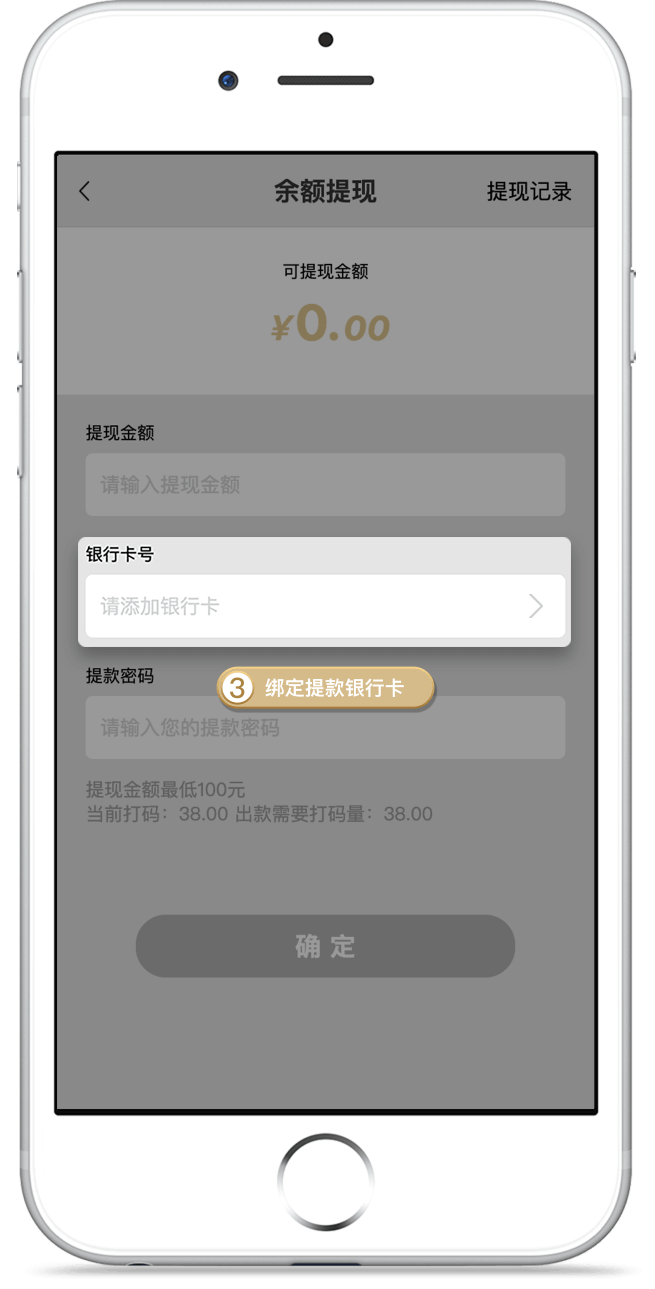 余额提现 提现记录
可提现金额
¥0.00
提现金额
请输入提现金额
银行卡号
请添加银行卡
提款密码
3 绑定提款银行卡
请输入您的提款密码
提现金额最低100元
当前打码：38.00 出款需要打码量：38.00
确定